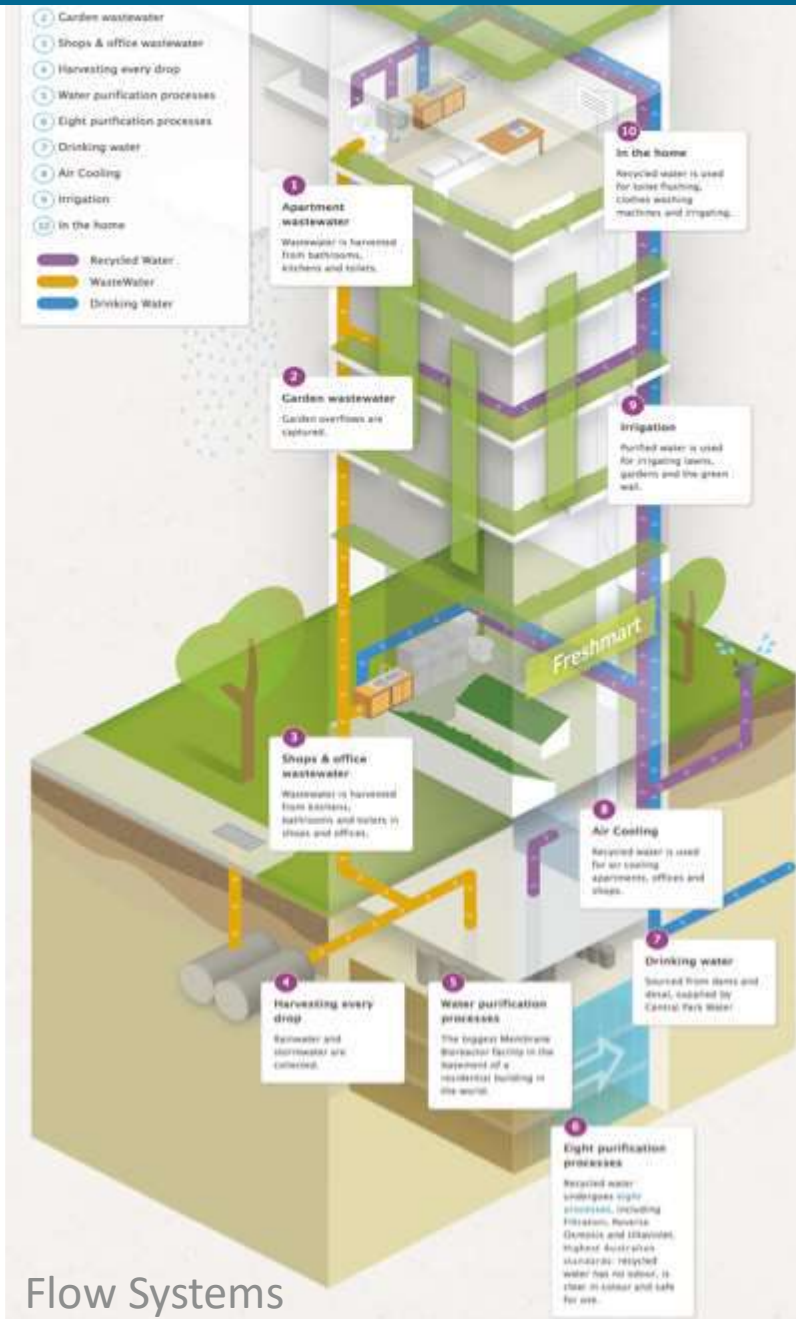 2 Garden wastewater
3 Shops & office wastewater
4 Harvesting every drop
5 Water purification processes
6 Eight purification processes
7 Drinking water
8 Air Cooling
9 Irrigation
10 In the home
Recycled Water
WasteWater
Drinking Water
10
In the home
Recycled water is used
for toilet flushing,
clothes washing
machines and irrigating.
1
Apartment
wastewater
Wastewater is harvested
from bathrooms,
kitchens and toilets.
2
Garden wastewater
Garden overflows are
captured.
9
Irrigation
Purified water is used
for irrigating lawns,
gardens and the green
wall.
Freshmart
3
Shops & office
wastewater
Wastewater is harvested
from kitchens,
bathrooms and toilets in
shops and offices.
8
Air Cooling
Recycled water is used
for air cooling
apartments, offices and
shops.
7
Drinking water
Sourced from dams and
desal, supplied by
Central Park Water
4
Harvesting every
drop
Rainwater and
stormwater are
collected.
5
Water purification
processes
The biggest Membrane
Bioreactor facility in the
basement of a
residential building in
the world.
6
Eight purification
processes
Recycled water
undergoes eight
processes, including
Filtration, Reverse
Osmosis and Ultraviolet.
Highest Australian
standards: recycled
water has no odour, is
clear in colour and safe
for use.
Flow Systems